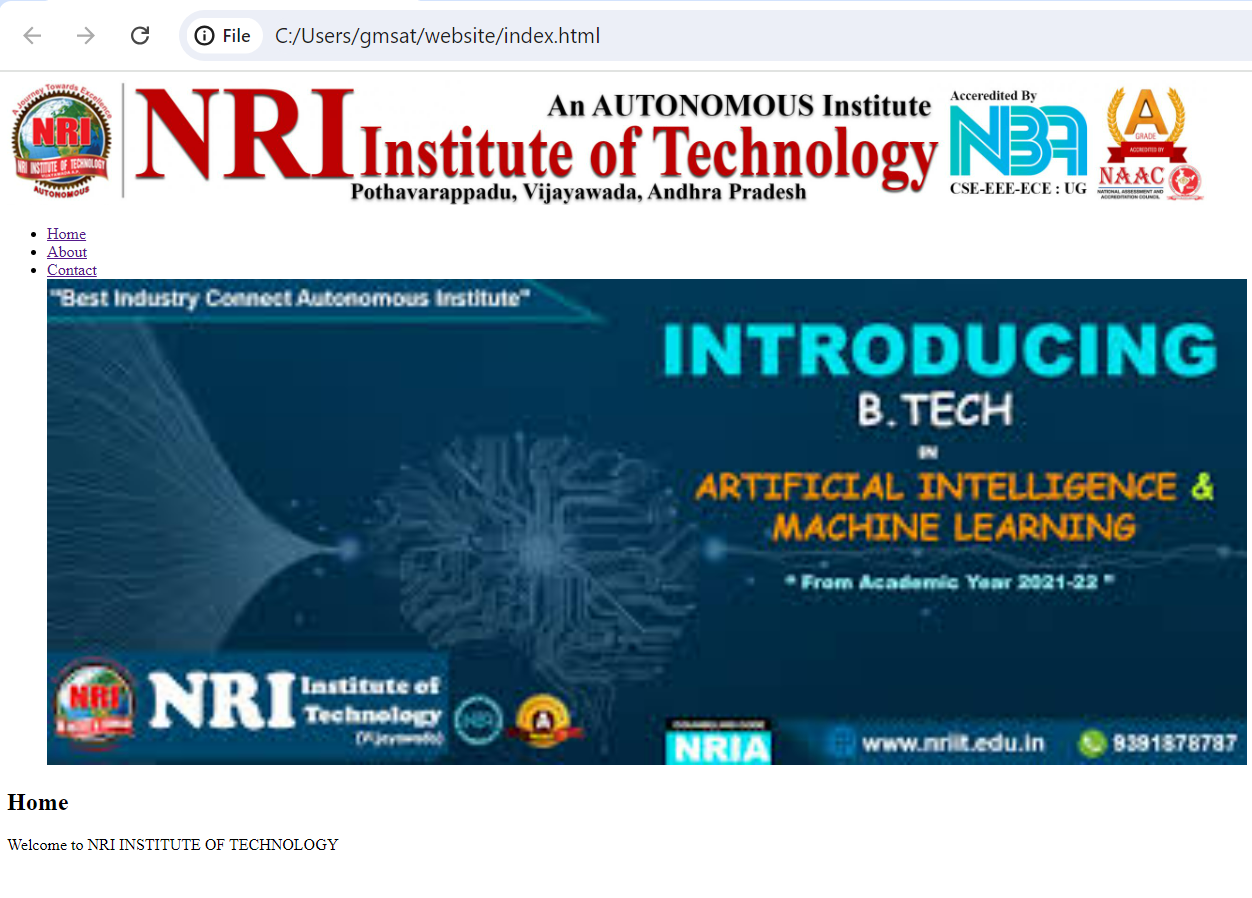 File C:/Users/gmsat/website/index.html
A Journey Towards Excellence
NRI
NRI INSTITUTE OF TECHNOLOGY
AUTONOMOUS
NRI
An AUTONOMOUS Institute
Institute of Technology
Pothavarappadu, Vijayawada, Andhra Pradesh
Accredited By
NBA
CSE-EEE-ECE : UG
A
GRADE
ACCREDITED BY
NAAC
NATIONAL ASSESSMENT AND
ACCREDITATION COUNCIL
Home
About
Contact
"Best Industry Connect Autonomous Institute"
INTRODUCING
B.TECH
IN
ARTIFICIAL INTELLIGENCE &
MACHINE LEARNING
" From Academic Year 2021-22 "
NRI
NRI Institute of
Technology
(Vijayawada)
NBA
A
NRIA
www.nriit.edu.in
9391878787
Home
Welcome to NRI INSTITUTE OF TECHNOLOGY